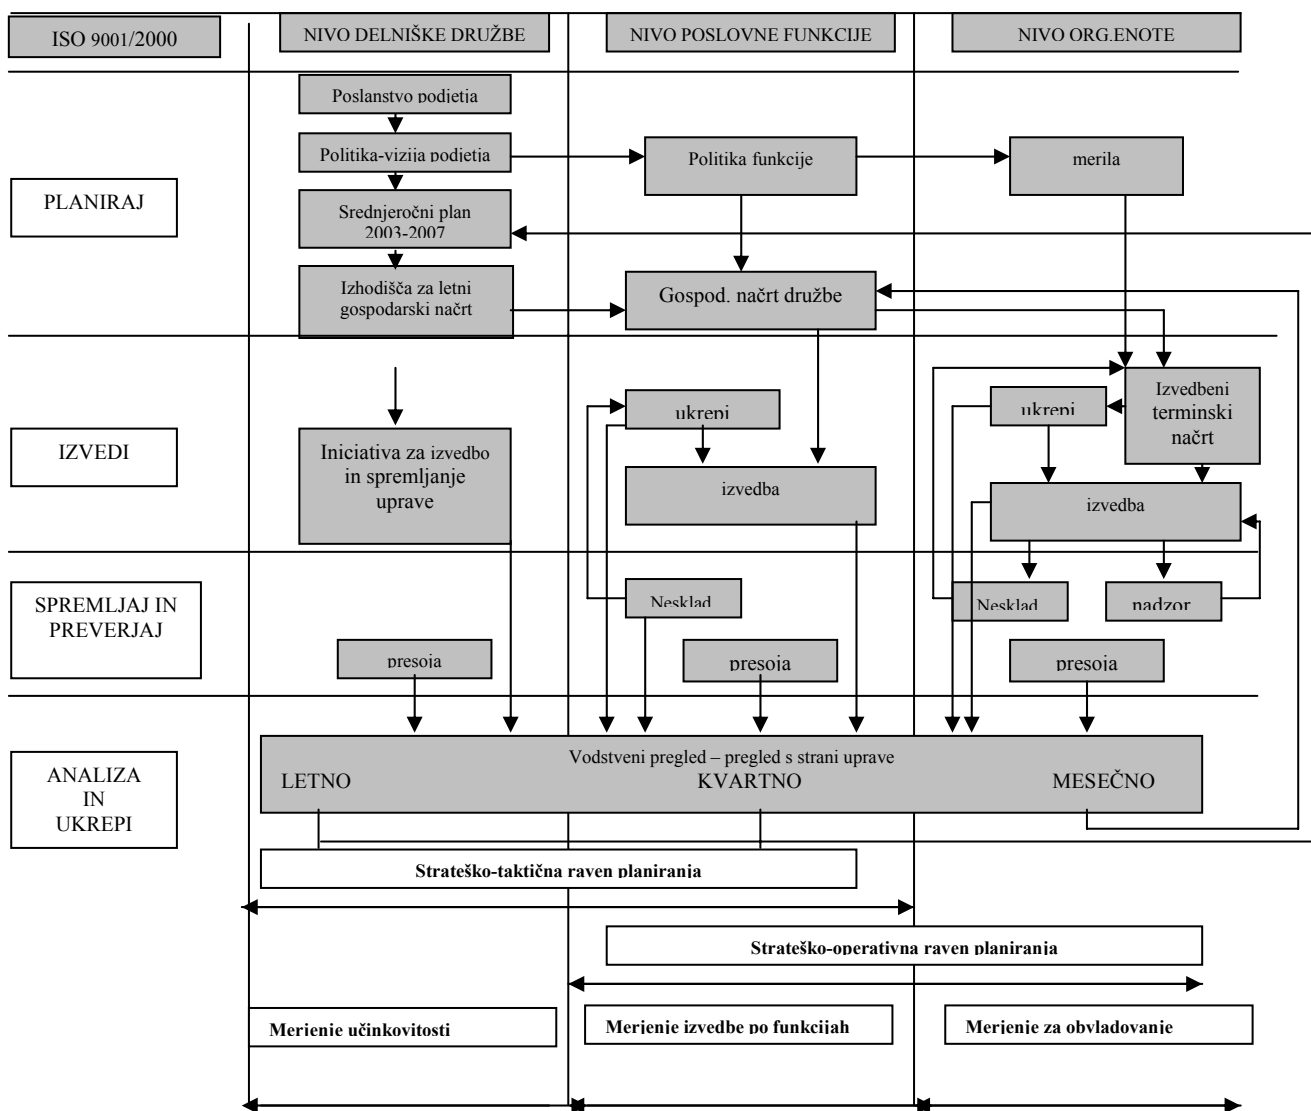 ISO 9001/2000
NIVO DELNIŠKE DRUŽBE
NIVO POSLOVNE FUNKCIJE
NIVO ORG.ENOTE
PLANIRAJ
Poslanstvo podjetja
Politika-vizija podjetja
Politika funkcije
merila
Srednjeročni plan
2003-2007
Izhodišča za letni
gospodarski načrt
Gospod. načrt družbe
IZVEDI
Iniciativa za izvedbo
in spremljanje
uprave
ukrepi
izvedba
ukrepi
Izvedbeni
terminski
načrt
izvedba
SPREMLJAJ IN
PREVERJAJ
Nesklad
Nesklad
nadzor
presoja
presoja
presoja
ANALIZA
IN
UKREPI
Vodstveni pregled – pregled s strani uprave
LETNO KVARTNO MESEČNO
Strateško-taktična raven planiranja
Strateško-operativna raven planiranja
Merjenje učinkovitosti
Merjenje izvedbe po funkcijah
Merjenje za obvladovanje